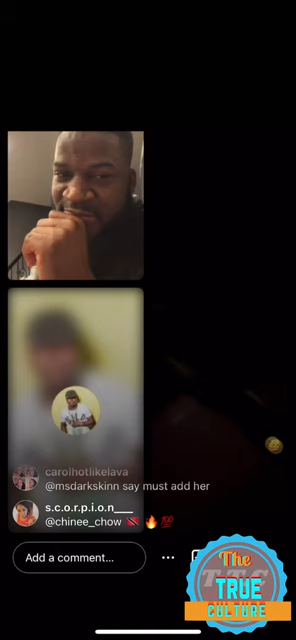 carolhotlikelava
@msdarkskinn say must add her
s.c.o.r.p.i.o.n___
@chinee_chow
Add a comment…
The
T.T.C
TRUE
CULTURE